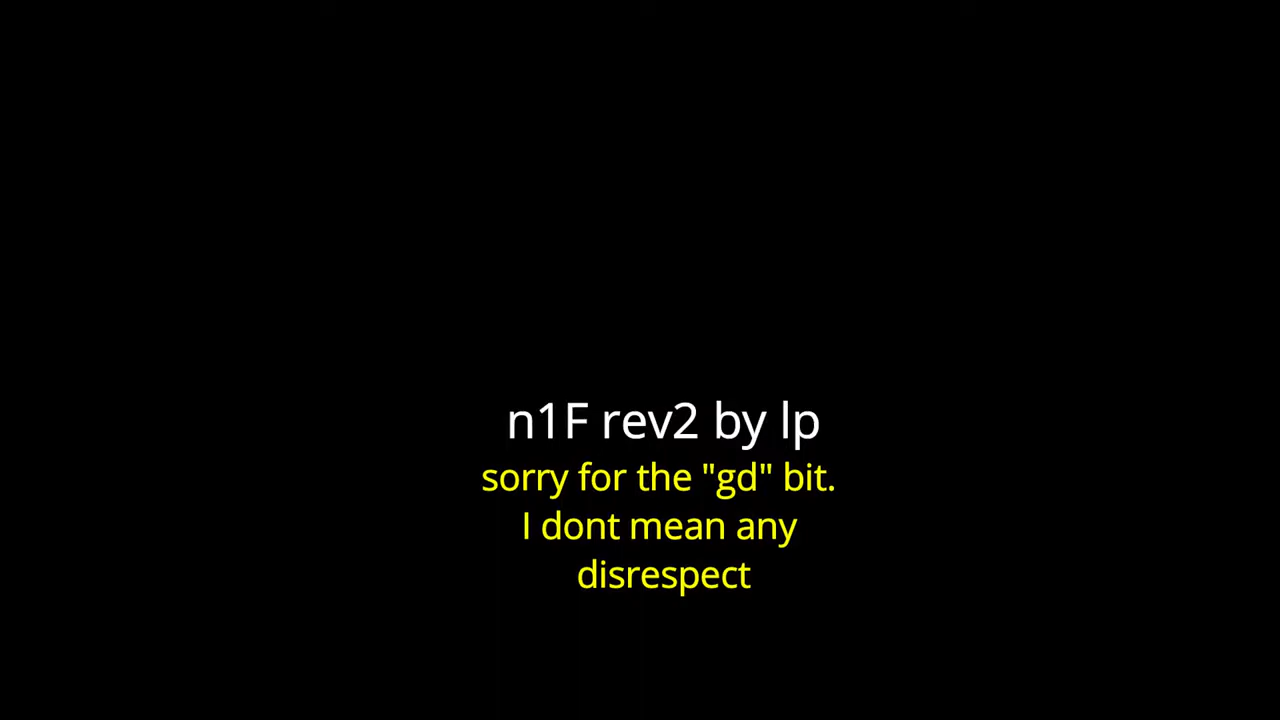 n1F rev2 by lp
sorry for the "gd" bit.
I dont mean any
disrespect